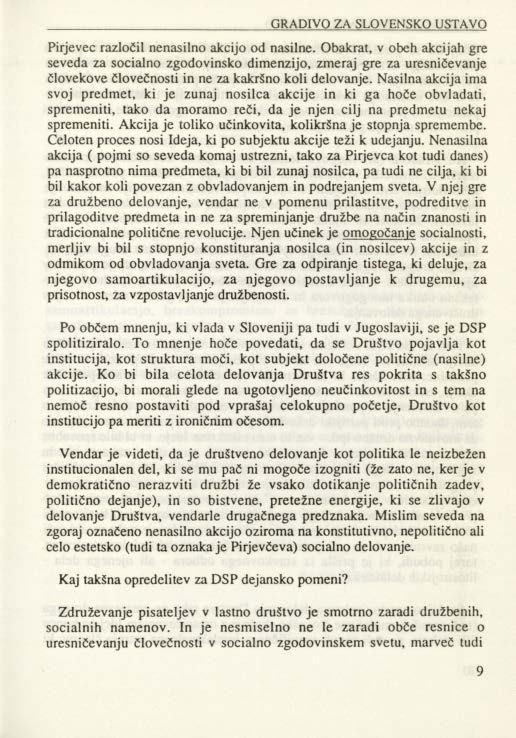 GRADIVO ZA SLOVENSKO USTAVO
Pirjevec razločil nenasilno akcijo od nasilne. Obakrat, v obeh akcijah gre
seveda za socialno zgodovinsko dimenzijo, zmeraj gre za uresničevanje
človekove človečnosti in ne za kakršno koli delovanje. Nasilna akcija ima
svoj predmet, ki je zunaj nosilca akcije in ki ga hoče obvladati,
spremeniti, tako da moramo reči, da je njen cilj na predmetu nekaj
spremeniti. Akcija je toliko učinkovita, kolikršna je stopnja spremembe.
Celoten proces nosi Ideja, ki po subjektu akcije teži k udejanju. Nenasilna
akcija ( pojmi so seveda komaj ustrezni, tako za Pirjevca kot tudi danes)
pa nasprotno nima predmeta, ki bi bil zunaj nosilca, pa tudi ne cilja, ki bi
bil kakor koli povezan z obvladovanjem in podrejanjem sveta. V njej gre
za družbeno delovanje, vendar ne v pomenu prilastitve, podreditve in
prilagoditve predmeta in ne za spreminjanje družbe na način znanosti in
tradicionalne politične revolucije. Njen učinek je omogočanje socialnosti,
merljiv bi bil s stopnjo konstituranja nosilca (in nosilcev) akcije in z
odmikom od obvladovanja sveta. Gre za odpiranje tistega, ki deluje, za
njegovo samoartikulacijo, za njegovo postavljanje k drugemu, za
prisotnost, za vzpostavljanje družbenosti.
Po občem mnenju, ki vlada v Sloveniji pa tudi v Jugoslaviji, se je DSP
spolitiziralo. To mnenje hoče povedati, da se Društvo pojavlja kot
institucija, kot struktura moči, kot subjekt določene politične (nasilne)
akcije. Ko bi bila celota delovanja Društva res pokrita s takšno
politizacijo, bi morali glede na ugotovljeno neučinkovitost in s tem na
nemoč resno postaviti pod vprašaj celokupno početje, Društvo kot
institucijo pa meriti z ironičnim očesom.
Vendar je videti, da je društveno delovanje kot politika le neizbežen
institucionalen del, ki se mu pač ni mogoče izogniti (že zato ne, ker je v
demokratično nerazviti družbi že vsako dotikanje političnih zadev,
politično dejanje), in so bistvene, pretežne energije, ki se zlivajo v
delovanje Društva, vendarle drugačnega predznaka. Mislim seveda na
zgoraj označeno nenasilno akcijo oziroma na konstitutivno, nepolitično ali
celo estetsko (tudi ta oznaka je Pirjevčeva) socialno delovanje.
Kaj takšna opredelitev za DSP dejansko pomeni?
Združevanje pisateljev v lastno društvo je smotrno zaradi družbenih,
socialnih namenov. In je nesmiselno ne le zaradi obče resnice o
uresničevanju človečnosti v socialno zgodovinskem svetu, marveč tudi
9